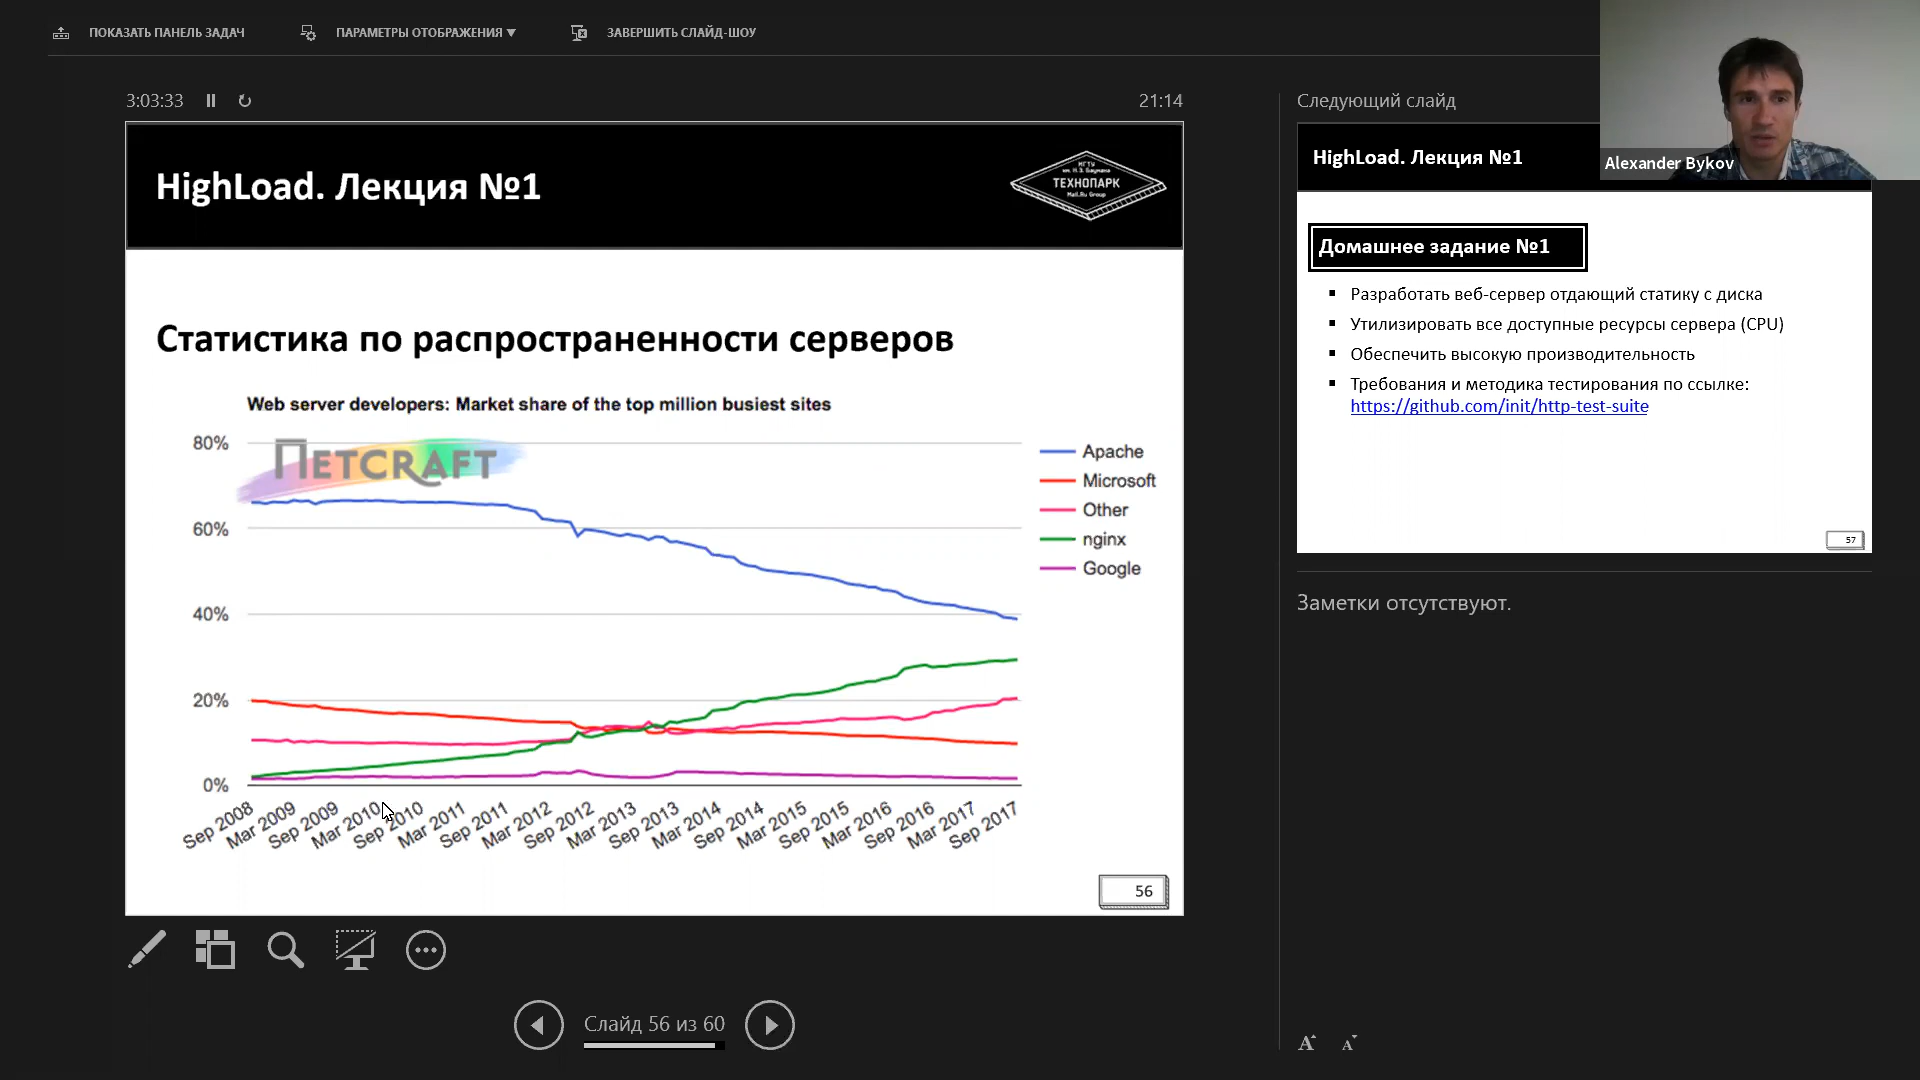 ПОКАЗАТЬ ПАНЕЛЬ ЗАДАЧ
ПАРАМЕТРЫ ОТОБРАЖЕНИЯ ▼
ЗАВЕРШИТЬ СЛАЙД-ШОУ
3:03:33
21:14
HighLoad. Лекция №1
МГТУ
им. Н.Э. Баумана
ТЕХНОПАРК
Mail.Ru Group
Статистика по распространенности серверов
Web server developers: Market share of the top million busiest sites
NETCRAFT
80%
60%
40%
20%
0%
Apache
Microsoft
Other
nginx
Google
Sep 2008
Mar 2009
Sep 2009
Mar 2010
Sep 2010
Mar 2011
Sep 2011
Mar 2012
Sep 2012
Mar 2013
Sep 2013
Mar 2014
Sep 2014
Mar 2015
Sep 2015
Mar 2016
Sep 2016
Mar 2017
Sep 2017
56
Слайд 56 из 60
Следующий слайд
Alexander Bykov
HighLoad. Лекция №1
Домашнее задание №1
▪ Разработать веб-сервер отдающий статику с диска
▪ Утилизировать все доступные ресурсы сервера (CPU)
▪ Обеспечить высокую производительность
▪ Требования и методика тестирования по ссылке:
https://github.com/init/http-test-suite
57
Заметки отсутствуют.
A A